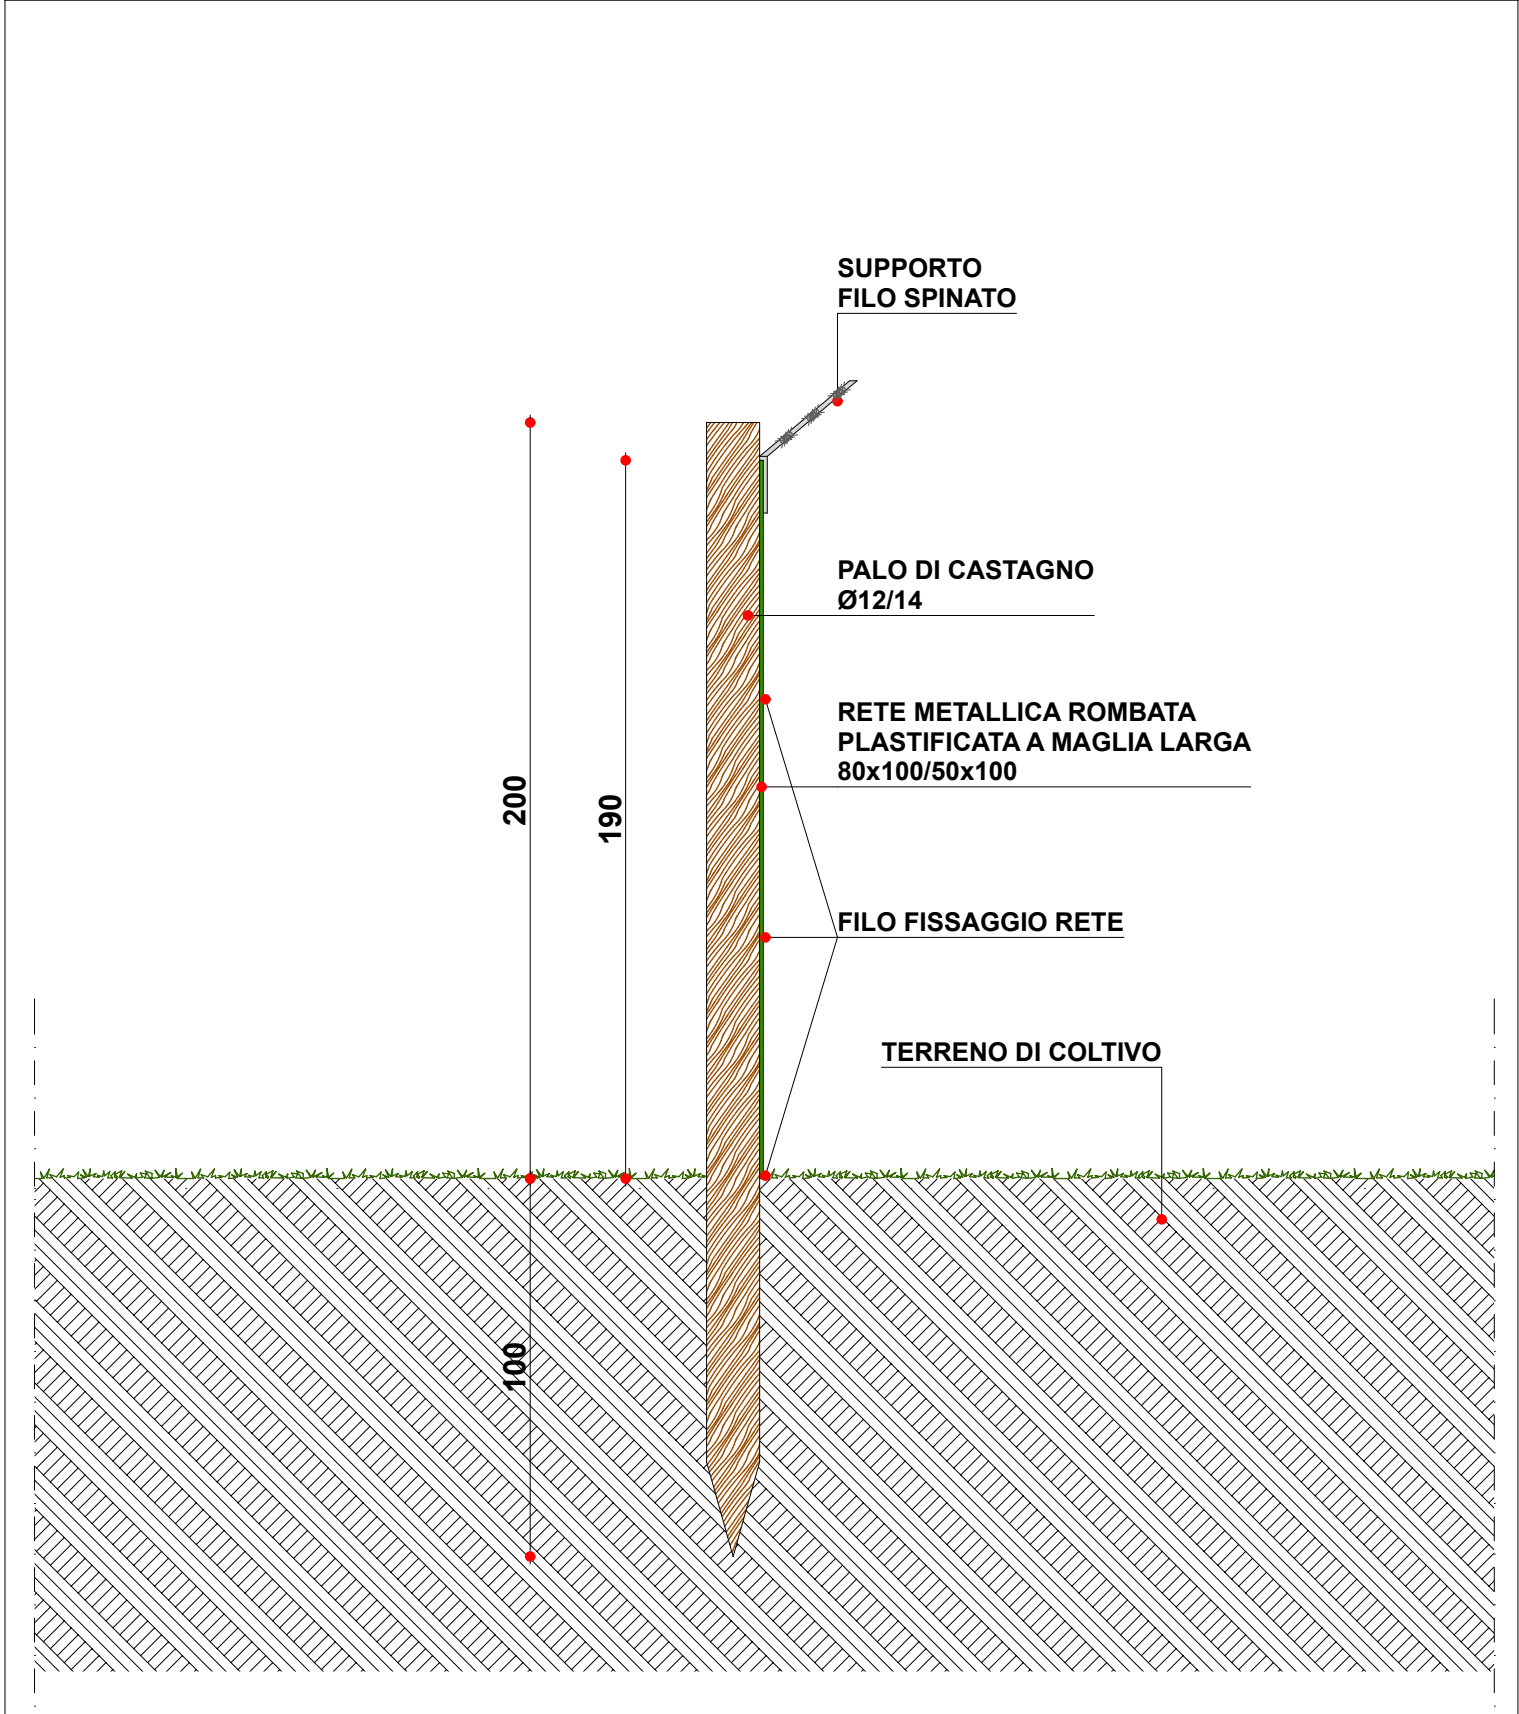 SUPPORTO
FILO SPINATO
PALO DI CASTAGNO
Ø12/14
RETE METALLICA ROMBATA
PLASTIFICATA A MAGLIA LARGA
80x100/50x100
200
190
FILO FISSAGGIO RETE
TERRENO DI COLTIVO
100